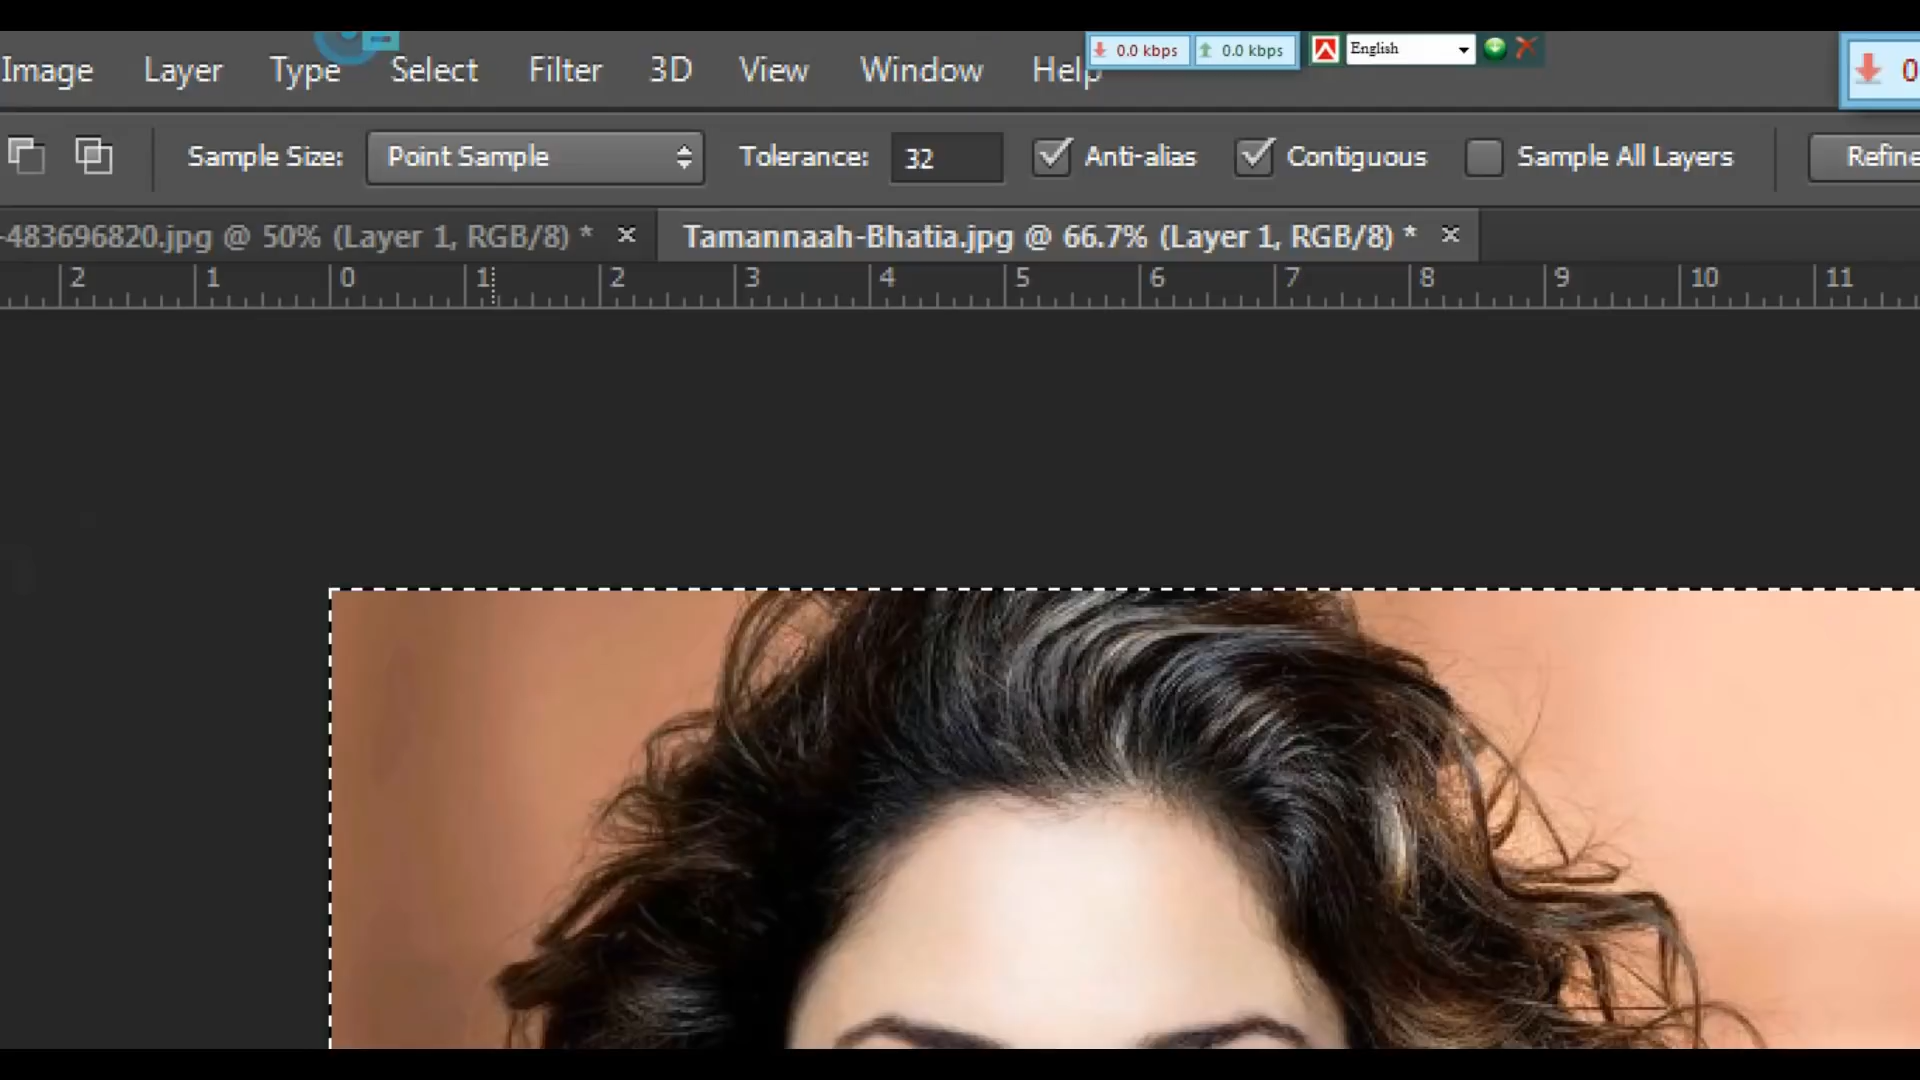 Image Layer Type Select Filter 3D View Window Help
0.0 kbps 0.0 kbps English
0
Sample Size: Point Sample Tolerance: 32 Anti-alias Contiguous Sample All Layers Refine
-483696820.jpg @ 50% (Layer 1, RGB/8) * × Tamannaah-Bhatia.jpg @ 66.7% (Layer 1, RGB/8) * ×
2 1 0 1 2 3 4 5 6 7 8 9 10 11